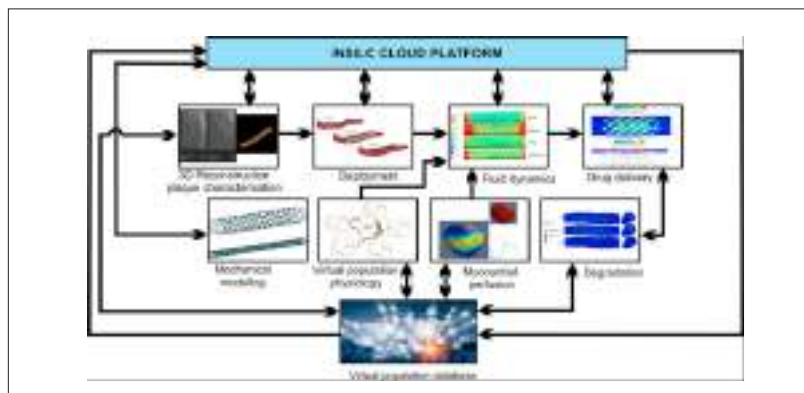 INSILC CLOUD PLATFORM
3D Reconstruction
plaque characterisation
Deployment
Fluid dynamics
Drug delivery
Mechanical
modelling
Virtual population
physiology
Myocardial
perfusion
Degradation
Virtual population database